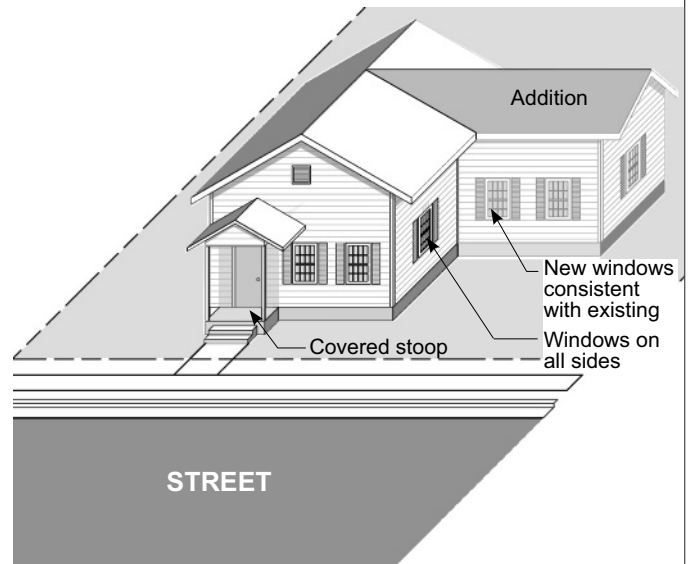 Addition
New windows
consistent
with existing
Windows on
all sides
Covered stoop
STREET